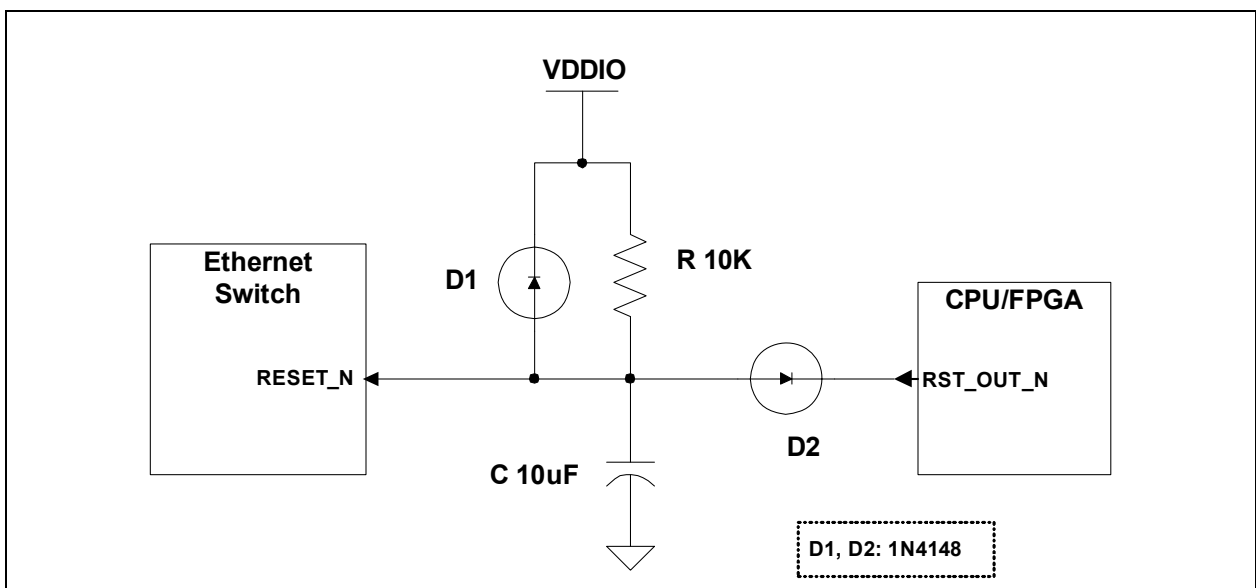 VDDIO
Ethernet
Switch
D1
R 10K
CPU/FPGA
RESET_N
RST_OUT_N
D2
C 10uF
D1, D2: 1N4148